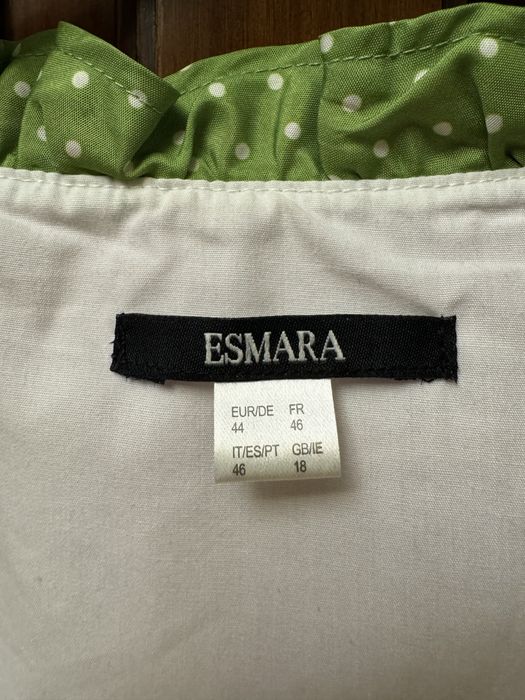 ESMARA
EUR/DE FR
44 46
IT/ES/PT GB/IE
46 18